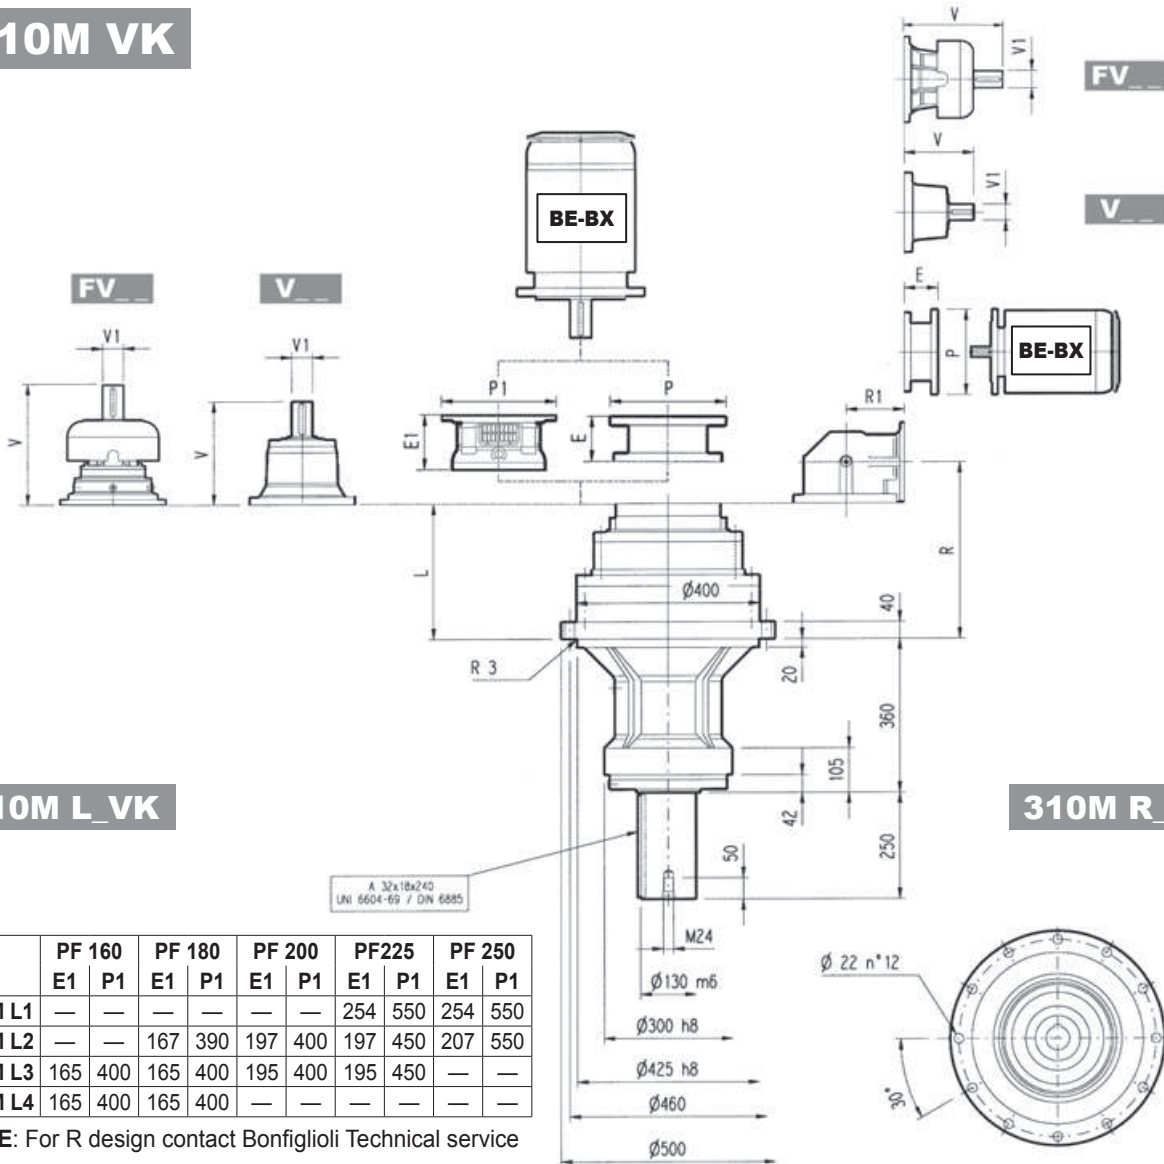 10M VK
V
V1
FV_ _
V
V1
V_ _
BE-BX
E
P
BE-BX
FV_ _
V_ _
V1
V1
V
V
P1
P
E1
E
R1
R
L
Ø400
40
R 3
20
360
105
42
250
50
10M L_VK
310M R_
A 32x18x240
UNI 6604-69 / DIN 6885
M24
Ø130 m6
Ø300 h8
Ø425 h8
Ø460
Ø500
Ø 22 n°12
30°
PF 160 PF 180 PF 200 PF225 PF 250
E1 P1 E1 P1 E1 P1 E1 P1 E1 P1
L1 — — — — — — 254 550 254 550
L2 — — 167 390 197 400 197 450 207 550
L3 165 400 165 400 195 400 195 450 — —
L4 165 400 165 400 — — — — — —
E: For R design contact Bonfiglioli Technical service